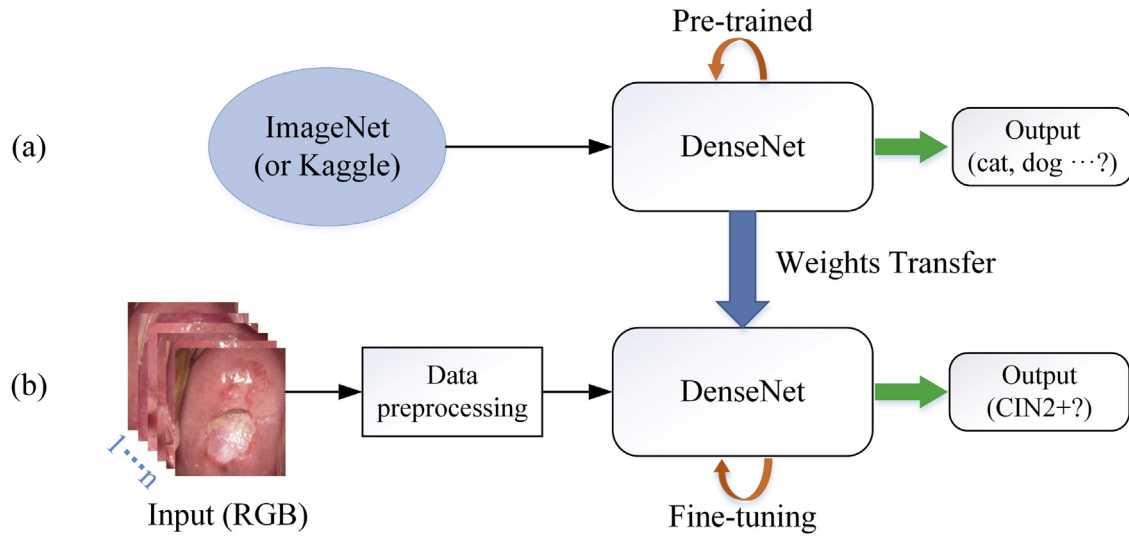 Pre-trained
(a)
ImageNet
(or Kaggle)
DenseNet
Output
(cat, dog ⋯?)
Weights Transfer
(b)
1⋯n
Input (RGB)
Data
preprocessing
DenseNet
Output
(CIN2+?)
Fine-tuning